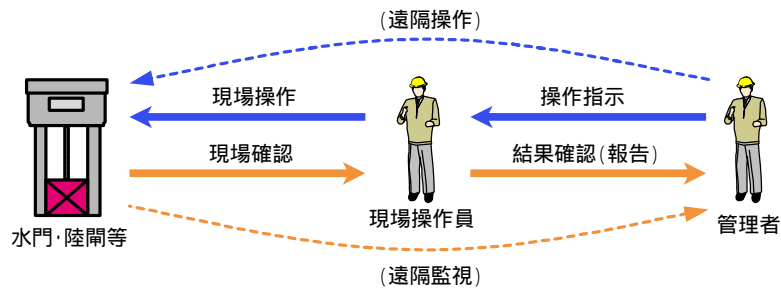 (遠隔操作)
現場操作
操作指示
現場確認
結果確認(報告)
水門·陸閘等
現場操作員
管理者
(遠隔監視)